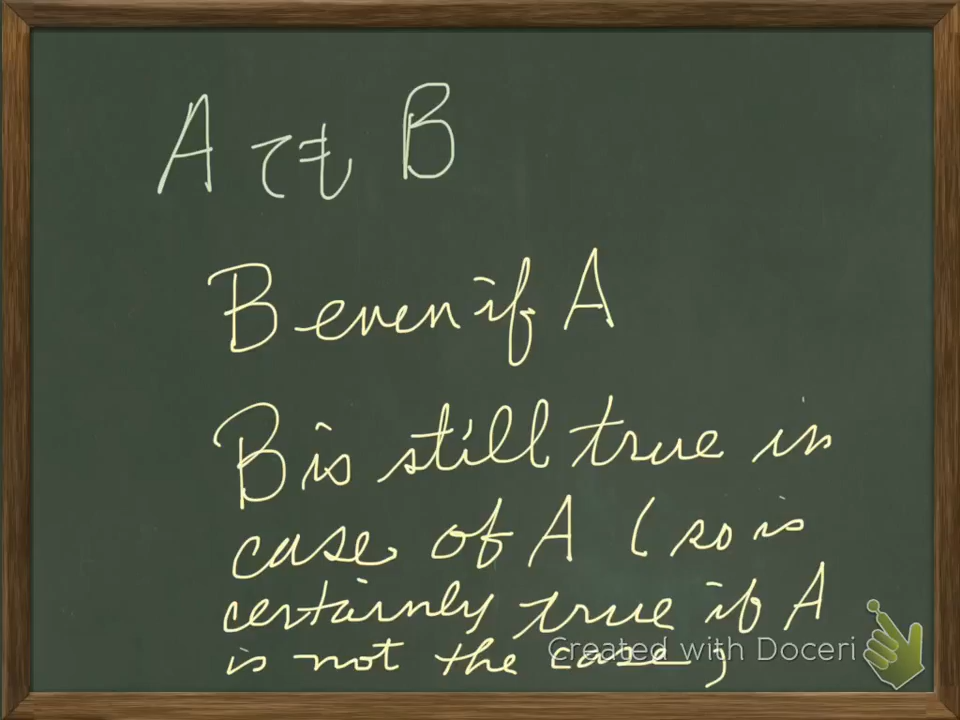 A ても B
B even if A
B is still true in
case of A (so is
certainly true if A
is not the case)
Created with Doceri